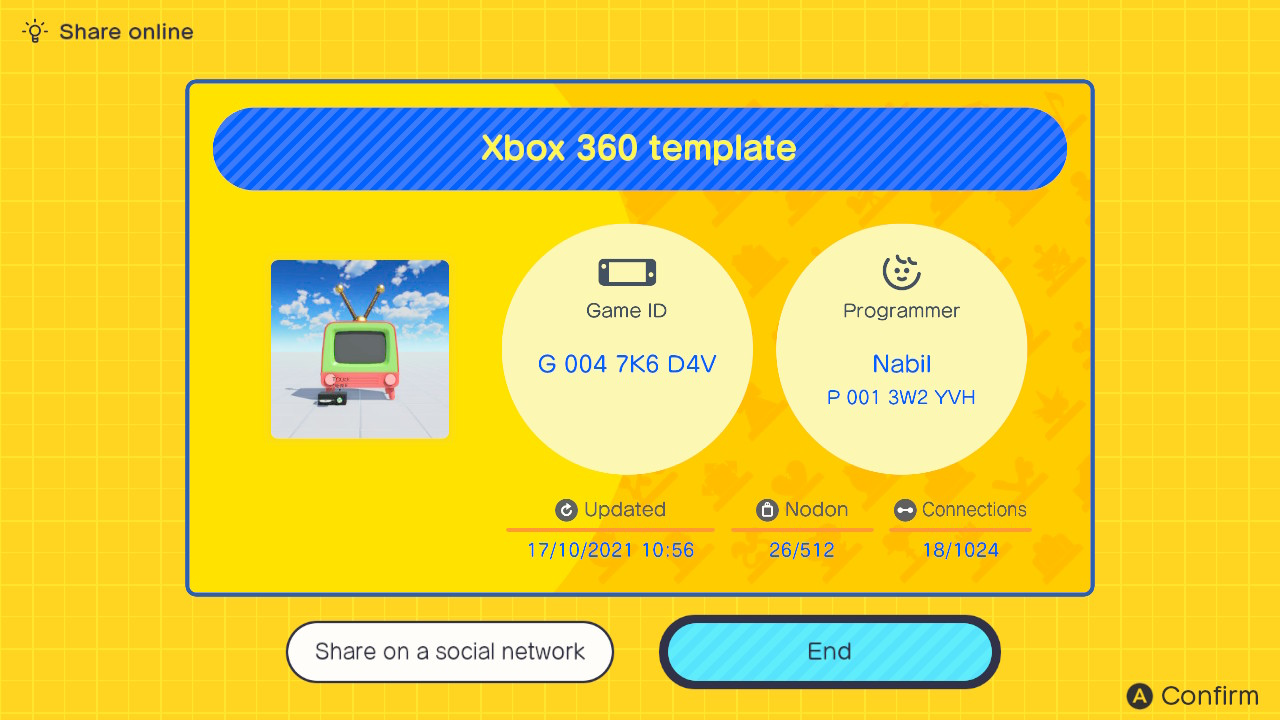 Share online
Xbox 360 template
Game ID
G 004 7K6 D4V
Programmer
Nabil
P 001 3W2 YVH
Updated
17/10/2021 10:56
Nodon
26/512
Connections
18/1024
Share on a social network
End
A Confirm